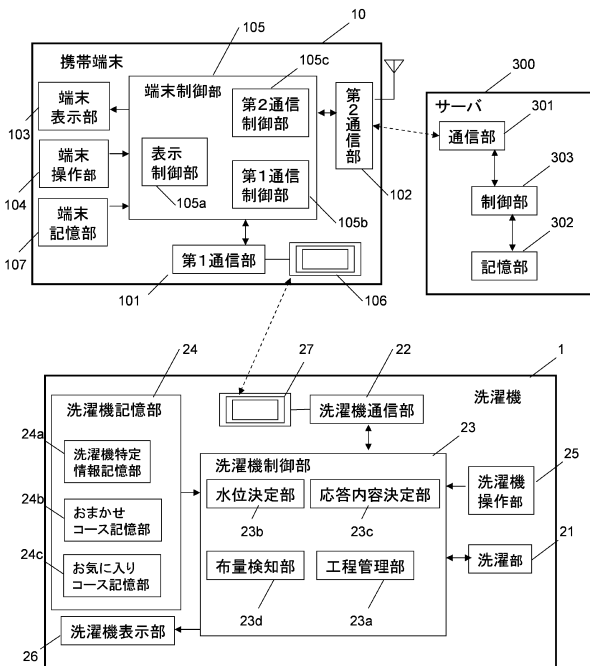 10
105
携帯端末
105c
300
端末制御部
端末
表示部
103
第2通信
制御部
第2通信部
102
サーバ
301
通信部
端末
操作部
104
表示
制御部
105a
第1通信
制御部
105b
303
制御部
端末
記憶部
107
302
記憶部
第1通信部
101
106
24
27
22
1
洗濯機記憶部
洗濯機通信部
洗濯機
24a
洗濯機特定
情報記憶部
23
洗濯機制御部
25
洗濯機
操作部
24b
おまかせ
コース記憶部
水位決定部
23b
応答内容決定部
23c
21
洗濯部
24c
お気に入り
コース記憶部
布量検知部
23d
工程管理部
23a
26
洗濯機表示部